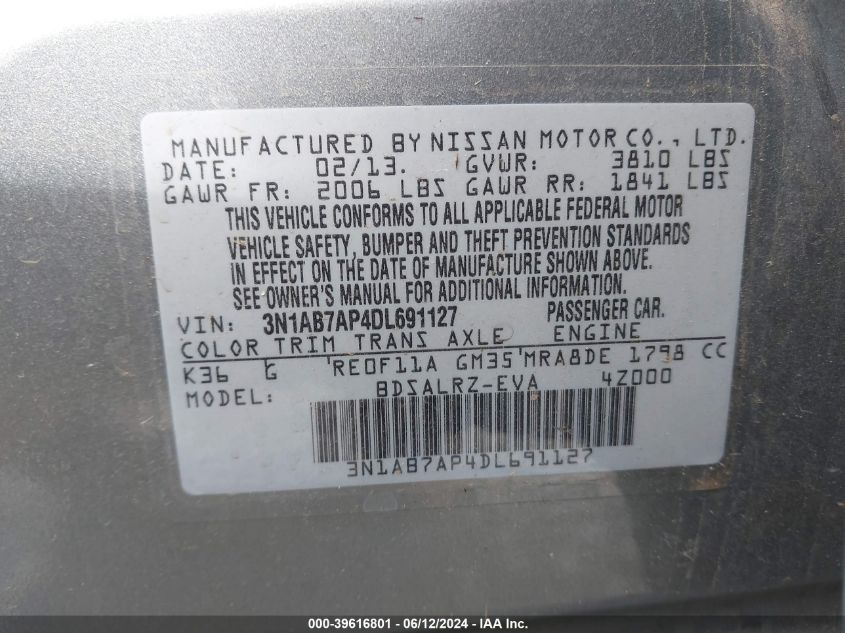 MANUFACTURED BY NISSAN MOTOR CO., LTD.
DATE: 02/13. GVWR: 3810 LBS
GAWR FR: 2006 LBS GAWR RR: 1841 LBS
THIS VEHICLE CONFORMS TO ALL APPLICABLE FEDERAL MOTOR
VEHICLE SAFETY, BUMPER AND THEFT PREVENTION STANDARDS
IN EFFECT ON THE DATE OF MANUFACTURE SHOWN ABOVE.
SEE OWNER'S MANUAL FOR ADDITIONAL INFORMATION.
VIN: 3N1AB7AP4DL691127 PASSENGER CAR.
COLOR TRIM TRANS AXLE ENGINE
K36 G 'RE0F11A GM35'MRA8DE 1798 CC
MODEL: BDSALRZ-EVA 4Z000
3N1AB7AP4DL691127
000-39616801 - 06/12/2024 - IAA Inc.